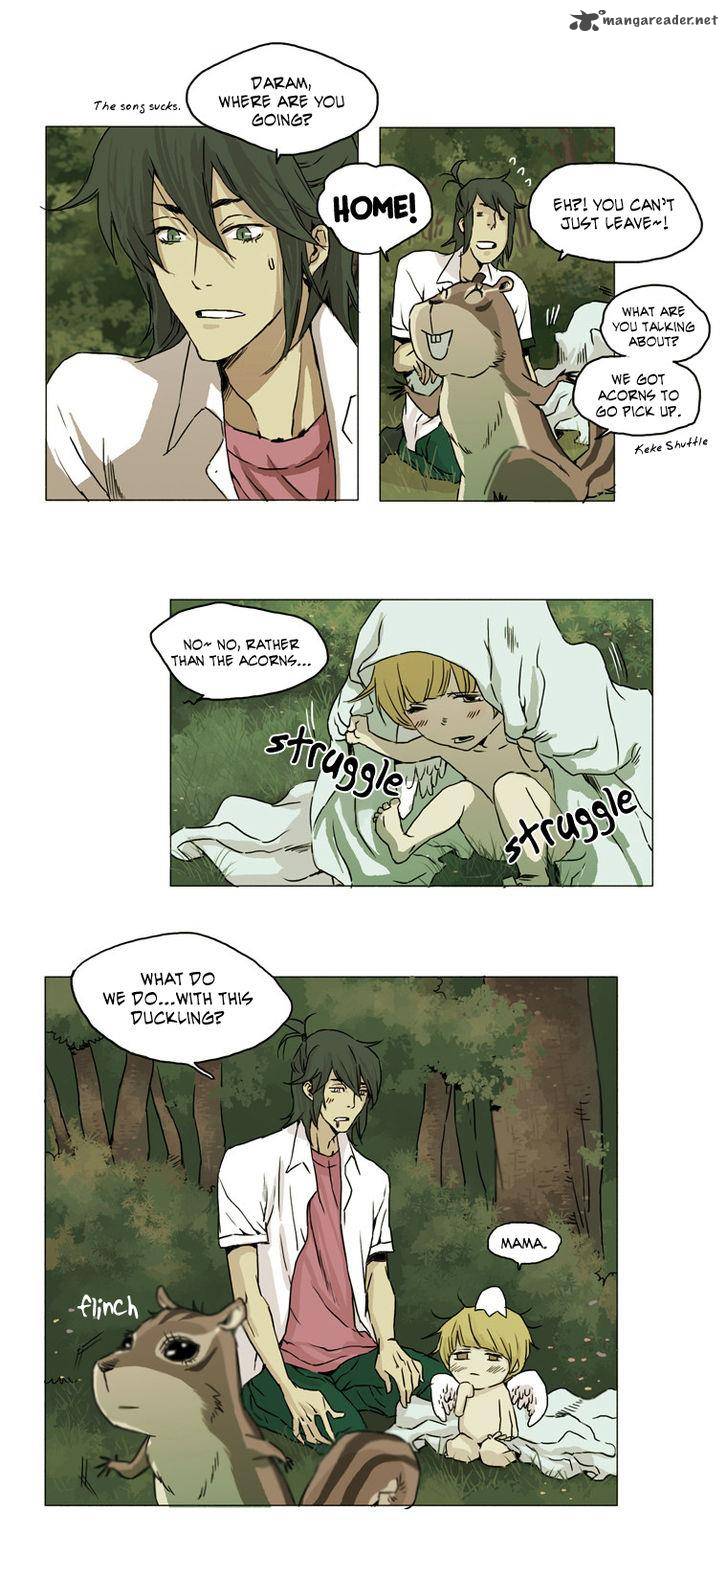 mangareader.net
DARAM,
WHERE ARE YOU
GOING?
The song sucks.
HOME!
EH?! YOU CAN'T
JUST LEAVE~!
WHAT ARE
YOU TALKING
ABOUT?
WE GOT
ACORNS TO
GO PICK UP.
Keke Shuffle
NO~ NO, RATHER
THAN THE ACORNS...
struggle
struggle
WHAT DO
WE DO...WITH THIS
DUCKLING?
MAMA.
flinch